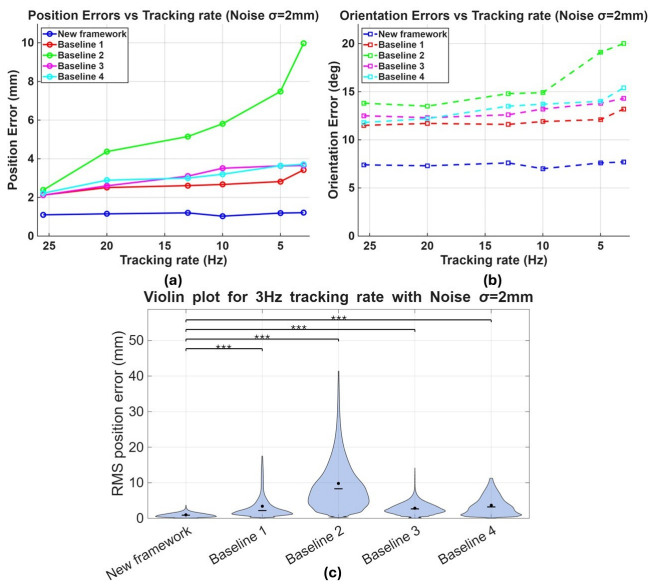 Position Errors vs Tracking rate (Noise σ=2mm)
10
8
6
4
2
0
Position Error (mm)
New framework
Baseline 1
Baseline 2
Baseline 3
Baseline 4
25
20
15
10
5
Tracking rate (Hz)
(a)
Orientation Errors vs Tracking rate (Noise σ=2mm)
20
15
10
5
0
Orientation Error (deg)
New framework
Baseline 1
Baseline 2
Baseline 3
Baseline 4
25
20
15
10
5
Tracking rate (Hz)
(b)
Violin plot for 3Hz tracking rate with Noise σ=2mm
50
40
30
20
10
0
RMS position error (mm)
***
***
***
***
New framework
Baseline 1
Baseline 2
Baseline 3
Baseline 4
(c)